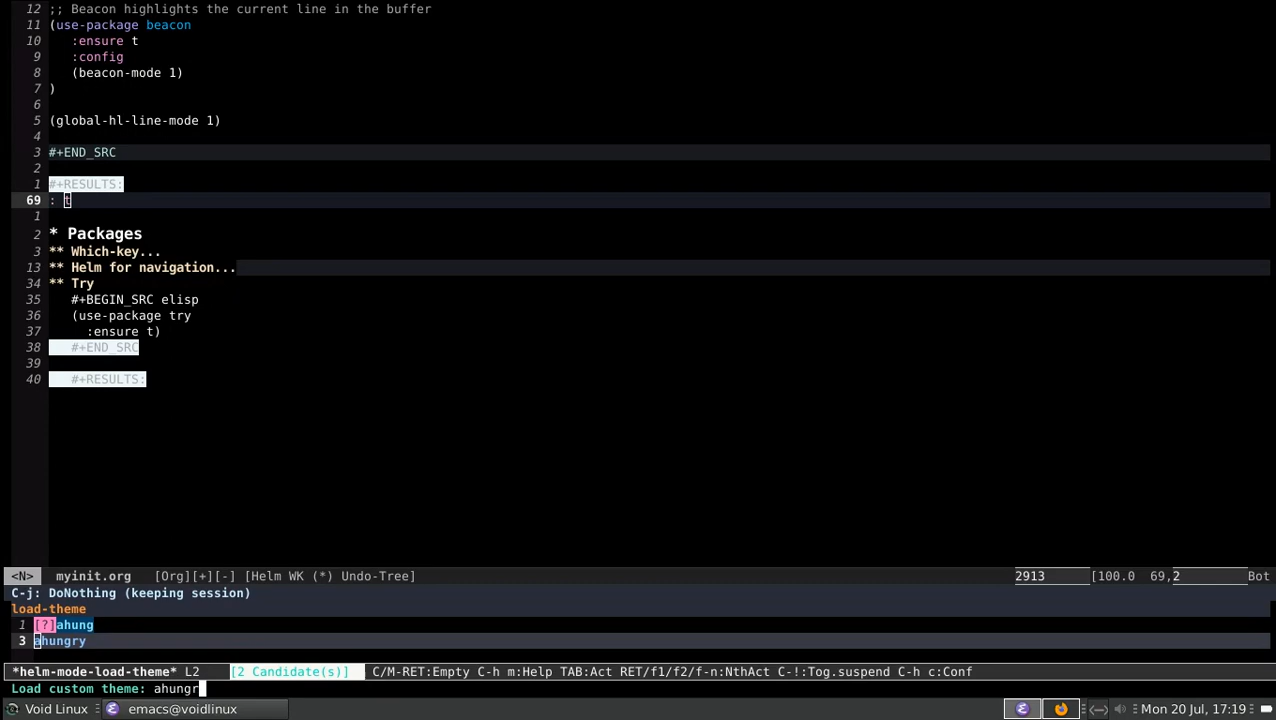 12 ;; Beacon highlights the current line in the buffer
11 (use-package beacon
10    :ensure t
9    :config
8    (beacon-mode 1)
7 )
6
5 (global-hl-line-mode 1)
4
3 #+END_SRC
2
1 #+RESULTS:
69 : t
1
2 * Packages
3 ** Which-key...
13 ** Helm for navigation...
34 ** Try
35    #+BEGIN_SRC elisp
36    (use-package try
37      :ensure t)
38    #+END_SRC
39
40    #+RESULTS:
<N> myinit.org [Org][+][-] [Helm WK (*) Undo-Tree] 2913 [100.0 69,2 Bot
C-j: DoNothing (keeping session)
load-theme
1 [?]ahung
3 ahungry
*helm-mode-load-theme* L2 [2 Candidate(s)] C/M-RET:Empty C-h m:Help TAB:Act RET/f1/f2/f-n:NthAct C-!:Tog.suspend C-h c:Conf
Load custom theme: ahungr
Void Linux emacs@voidlinux Mon 20 Jul, 17:19